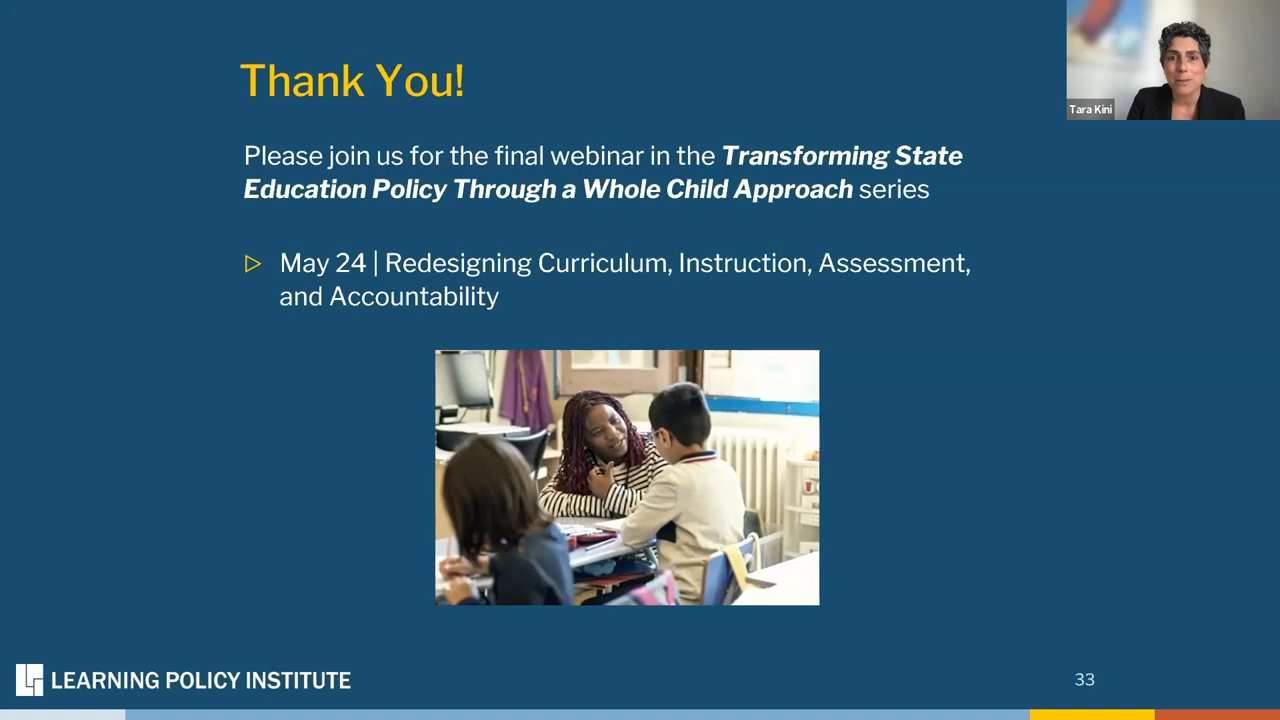 Thank You!
Tara Kini
Please join us for the final webinar in the Transforming State
Education Policy Through a Whole Child Approach series
▷ May 24 | Redesigning Curriculum, Instruction, Assessment,
and Accountability
LEARNING POLICY INSTITUTE
33